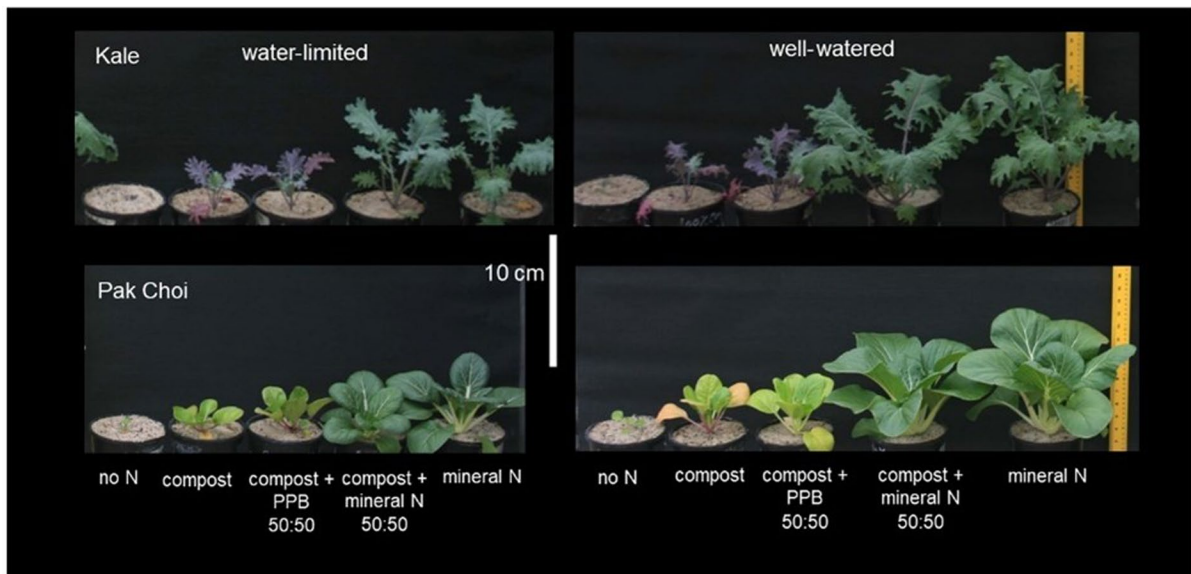 Kale
water-limited
well-watered
10 cm
Pak Choi
no N
compost
compost +
PPB
50:50
compost +
mineral N
50:50
mineral N
no N
compost
compost +
PPB
50:50
compost +
mineral N
50:50
mineral N